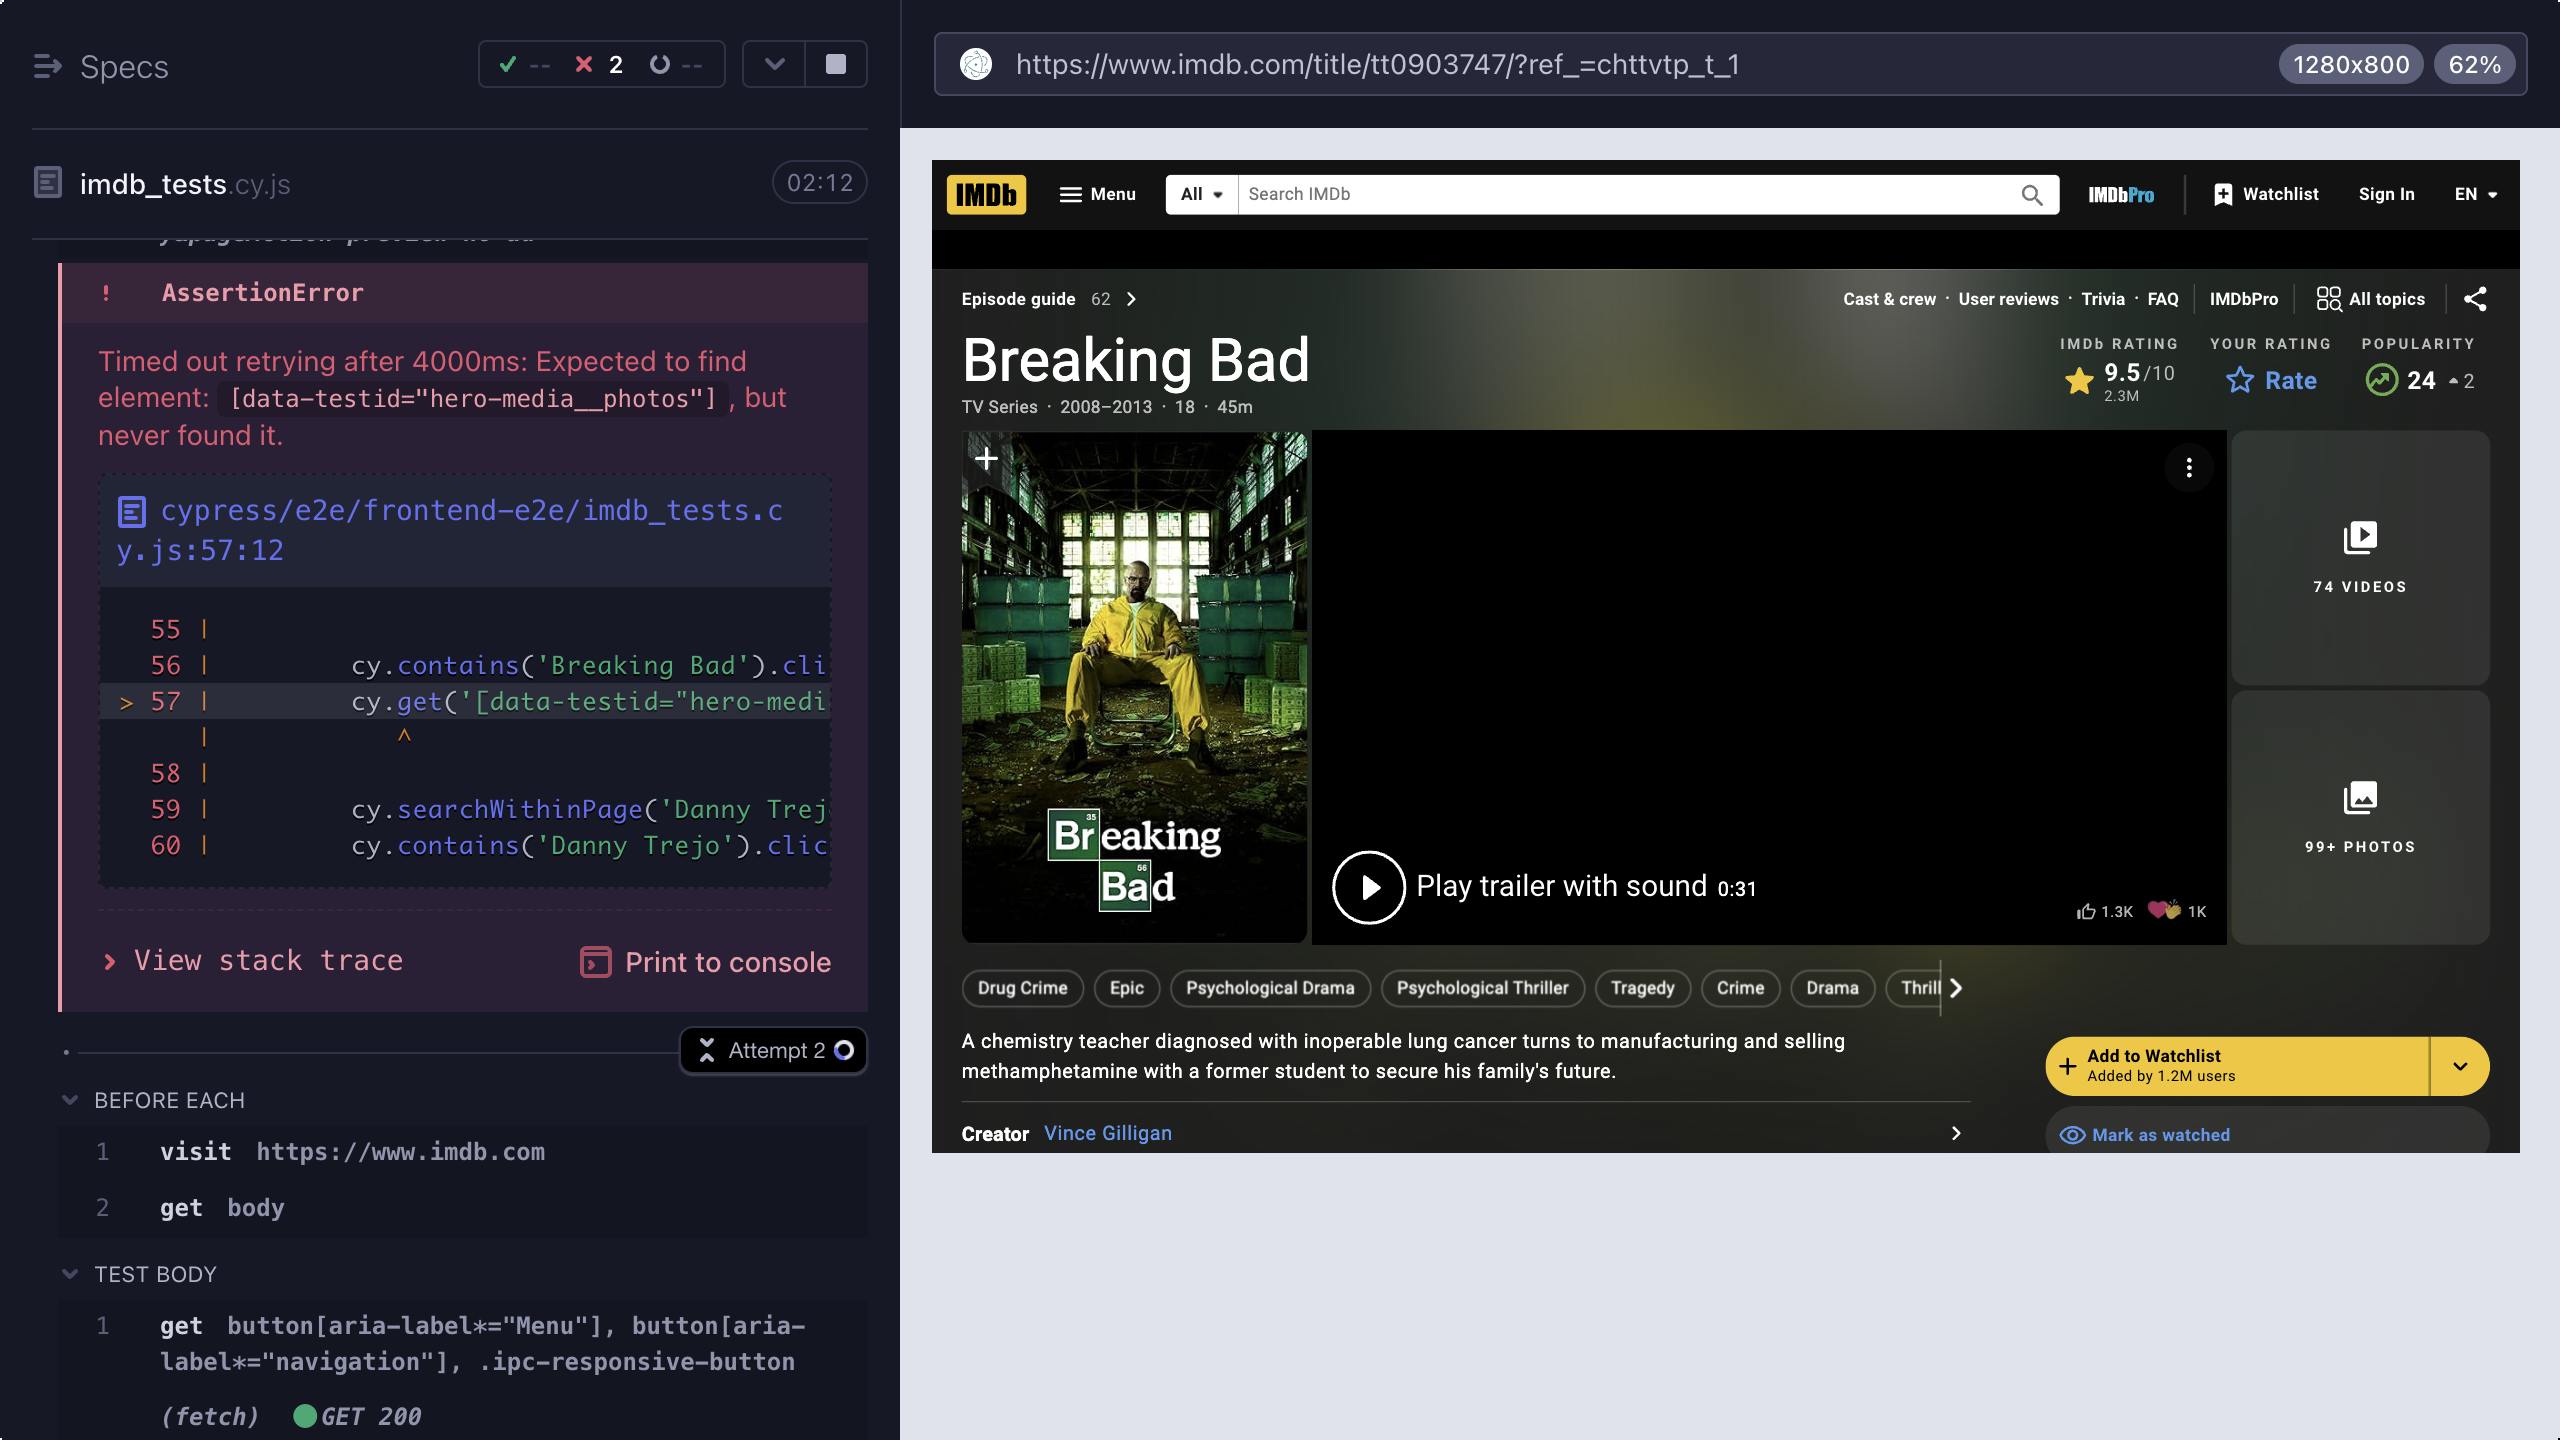 Specs
-- 2 --
imdb_tests.cy.js
02:12
AssertionError
Timed out retrying after 4000ms: Expected to find
element: [data-testid="hero-media__photos"] , but
never found it.
cypress/e2e/frontend-e2e/imdb_tests.c
y.js:57:12
55 |
56 | cy.contains('Breaking Bad').cli
> 57 | cy.get('[data-testid="hero-medi
| ^
58 |
59 | cy.searchWithinPage('Danny Trej
60 | cy.contains('Danny Trejo').clic
View stack trace
Print to console
Attempt 2
BEFORE EACH
1 visit https://www.imdb.com
2 get body
TEST BODY
1 get button[aria-label*="Menu"], button[aria-
label*="navigation"], .ipc-responsive-button
(fetch) GET 200
https://www.imdb.com/title/tt0903747/?ref_=chttvtp_t_1
1280x800
62%
IMDb
Menu
All
Search IMDb
IMDbPro
Watchlist
Sign In
EN
Episode guide 62
Cast & crew · User reviews · Trivia · FAQ
IMDbPro
All topics
Breaking Bad
TV Series · 2008–2013 · 18 · 45m
IMDb RATING
9.5/10
2.3M
YOUR RATING
Rate
POPULARITY
24
2
35
Breaking
56
Bad
Play trailer with sound 0:31
1.3K
1K
74 VIDEOS
99+ PHOTOS
Drug Crime
Epic
Psychological Drama
Psychological Thriller
Tragedy
Crime
Drama
Thrill
A chemistry teacher diagnosed with inoperable lung cancer turns to manufacturing and selling
methamphetamine with a former student to secure his family's future.
Creator Vince Gilligan
Add to Watchlist
Added by 1.2M users
Mark as watched